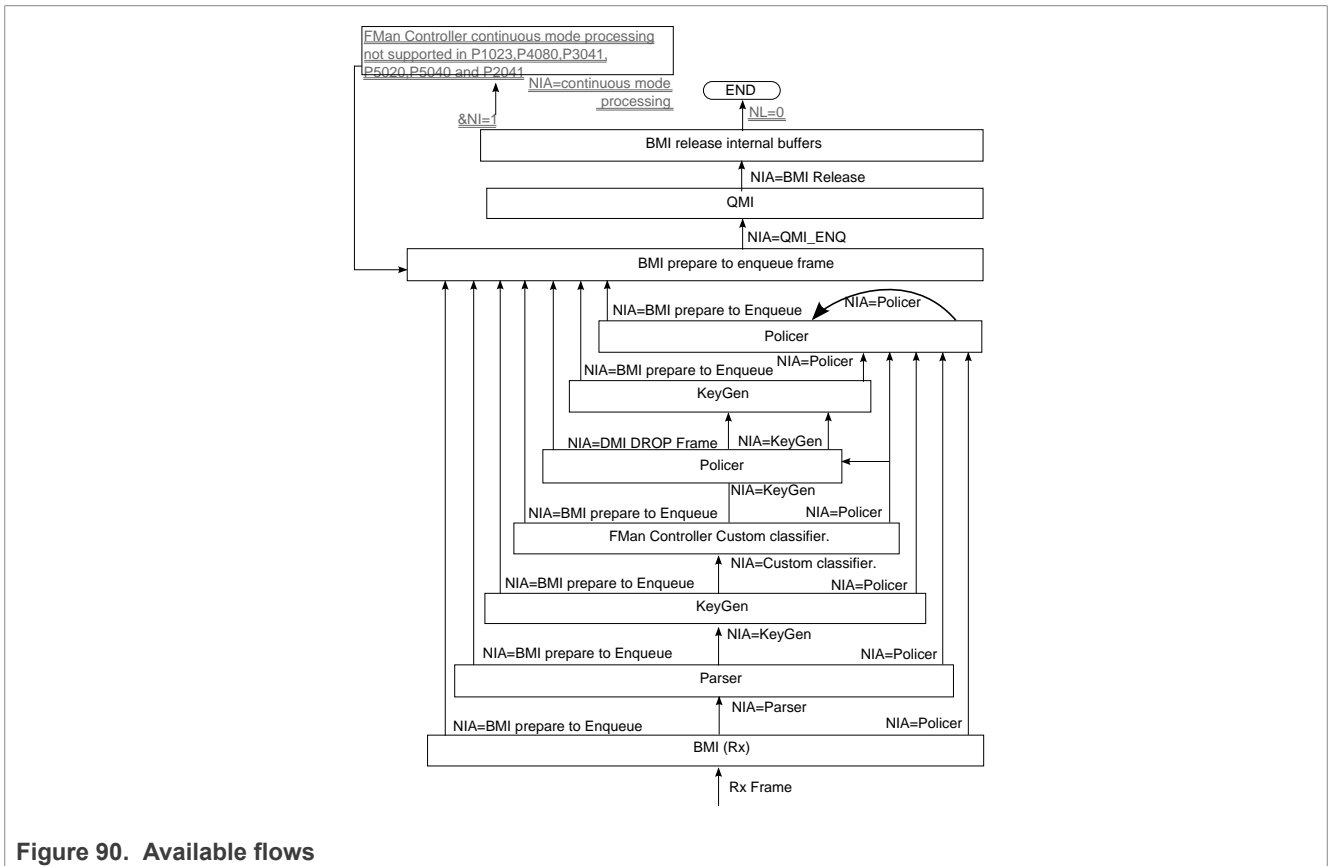 FMan Controller continuous mode processing
not supported in P1023,P4080,P3041,
P5020,P5040 and P2041
NIA=continuous mode
processing
END
&NI=1
NL=0
BMI release internal buffers
NIA=BMI Release
QMI
NIA=QMI_ENQ
BMI prepare to enqueue frame
NIA=BMI prepare to Enqueue
NIA=Policer
Policer
NIA=BMI prepare to Enqueue
NIA=Policer
KeyGen
NIA=DMI DROP Frame
NIA=KeyGen
Policer
NIA=KeyGen
NIA=BMI prepare to Enqueue
NIA=Policer
FMan Controller Custom classifier.
NIA=Custom classifier.
NIA=BMI prepare to Enqueue
NIA=Policer
KeyGen
NIA=KeyGen
NIA=BMI prepare to Enqueue
NIA=Policer
Parser
NIA=Parser
NIA=BMI prepare to Enqueue
NIA=Policer
BMI (Rx)
Rx Frame
Figure 90. Available flows